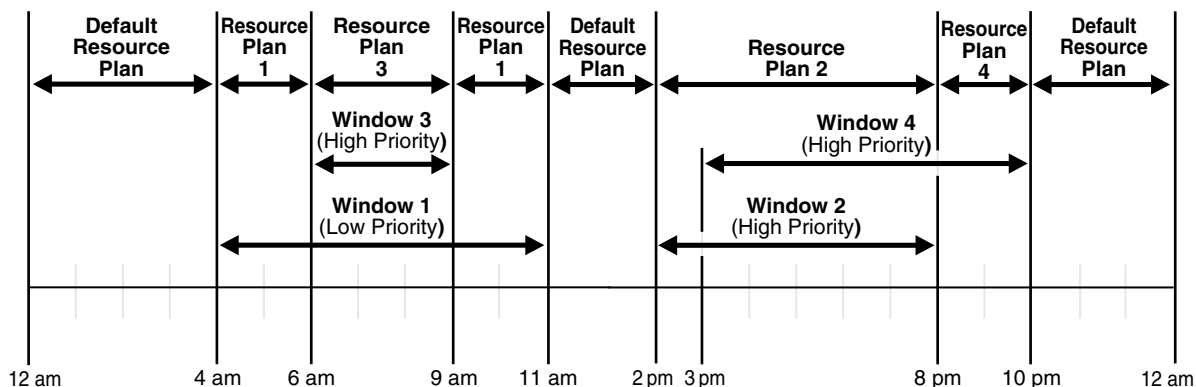 Default
Resource
Plan
Resource
Plan
1
Resource
Plan
3
Resource
Plan
1
Default
Resource
Plan
Resource
Plan 2
Resource
Plan
4
Default
Resource
Plan
Window 3
(High Priority)
Window 4
(High Priority)
Window 1
(Low Priority)
Window 2
(High Priority)
12 am
4 am
6 am
9 am
11 am
2 pm
3 pm
8 pm
10 pm
12 am